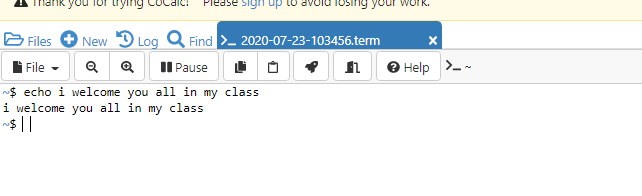 Thank you for trying CoCalc! Please sign up to avoid losing your work.
Files New Log Find >_ 2020-07-23-103456.term ×
File Pause Help >_ ~
~$ echo i welcome you all in my class
i welcome you all in my class
~$